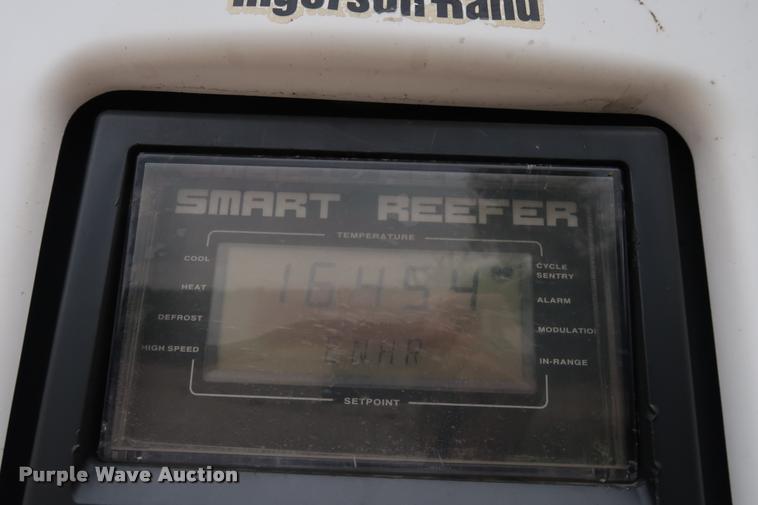 Ingersoll Rand
SMART REEFER
TEMPERATURE
COOL
HEAT
DEFROST
HIGH SPEED
16454
ENHR
CYCLE
SENTRY
ALARM
MODULATIO
IN-RANGE
SETPOINT
Purple Wave Auction